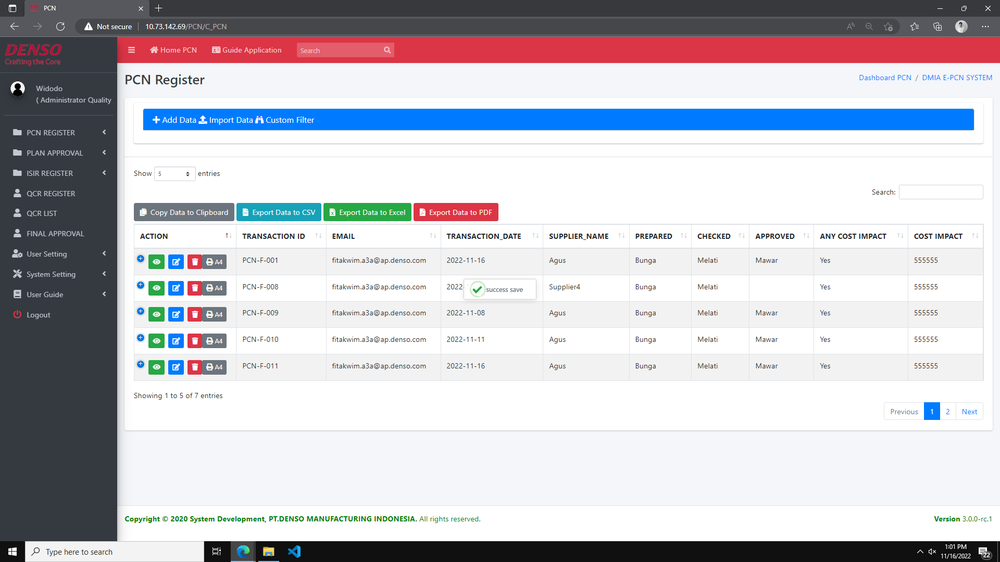 PCN
Not secure
10.73.142.69/PCN/C_PCN
DENSO
Crafting the Core
Home PCN
Guide Application
Search
Widodo
( Administrator Quality
PCN REGISTER
PLAN APPROVAL
ISIR REGISTER
QCR REGISTER
QCR LIST
FINAL APPROVAL
User Setting
System Setting
User Guide
Logout
PCN Register
Dashboard PCN / DMIA E-PCN SYSTEM
Add Data Import Data Custom Filter
Show 5 entries
Search:
Copy Data to Clipboard Export Data to CSV Export Data to Excel Export Data to PDF
ACTION TRANSACTION ID EMAIL TRANSACTION_DATE SUPPLIER_NAME PREPARED CHECKED APPROVED ANY COST IMPACT COST IMPACT
A4 PCN-F-001 fitakwim.a3a@ap.denso.com 2022-11-16 Agus Bunga Melati Mawar Yes 555555
A4 PCN-F-008 fitakwim.a3a@ap.denso.com 2022- Supplier4 Bunga Melati Yes 555555
success save
A4 PCN-F-009 fitakwim.a3a@ap.denso.com 2022-11-08 Agus Bunga Melati Mawar Yes 555555
A4 PCN-F-010 fitakwim.a3a@ap.denso.com 2022-11-11 Agus Bunga Melati Mawar Yes 555555
A4 PCN-F-011 fitakwim.a3a@ap.denso.com 2022-11-16 Agus Bunga Melati Mawar Yes 555555
Showing 1 to 5 of 7 entries
Previous 1 2 Next
Copyright © 2020 System Development, PT.DENSO MANUFACTURING INDONESIA. All rights reserved.
Version 3.0.0-rc.1
Type here to search
1:01 PM
11/16/2022
22